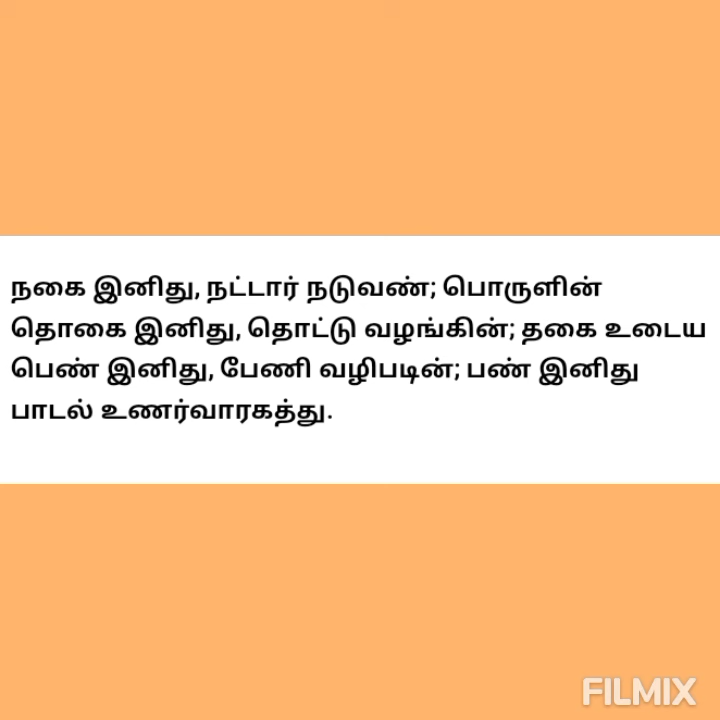 நகை இனிது, நட்டார் நடுவண்; பொருளின்
தொகை இனிது, தொட்டு வழங்கின்; தகை உடைய
பெண் இனிது, பேணி வழிபடின்; பண் இனிது
பாடல் உணர்வாரகத்து.
FILMIX